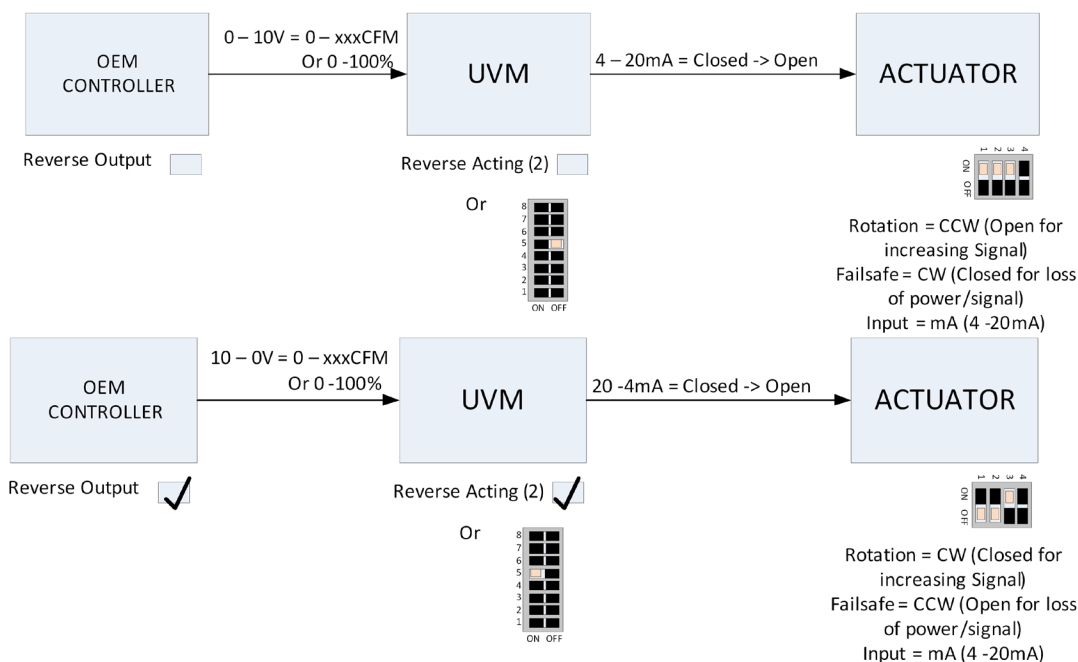 OEM
CONTROLLER
0 – 10V = 0 – xxxCFM
Or 0 -100%
UVM
4 – 20mA = Closed -> Open
ACTUATOR
Reverse Output
Reverse Acting (2)
Or
8
7
6
5
4
3
2
1
ON OFF
1 2 3 4
ON
OFF
Rotation = CCW (Open for
increasing Signal)
Failsafe = CW (Closed for loss
of power/signal)
Input = mA (4 -20mA)
OEM
CONTROLLER
10 – 0V = 0 – xxxCFM
Or 0 -100%
UVM
20 -4mA = Closed -> Open
ACTUATOR
Reverse Output
Reverse Acting (2)
Or
8
7
6
5
4
3
2
1
ON OFF
1 2 3 4
ON
OFF
Rotation = CW (Closed for
increasing Signal)
Failsafe = CCW (Open for loss
of power/signal)
Input = mA (4 -20mA)